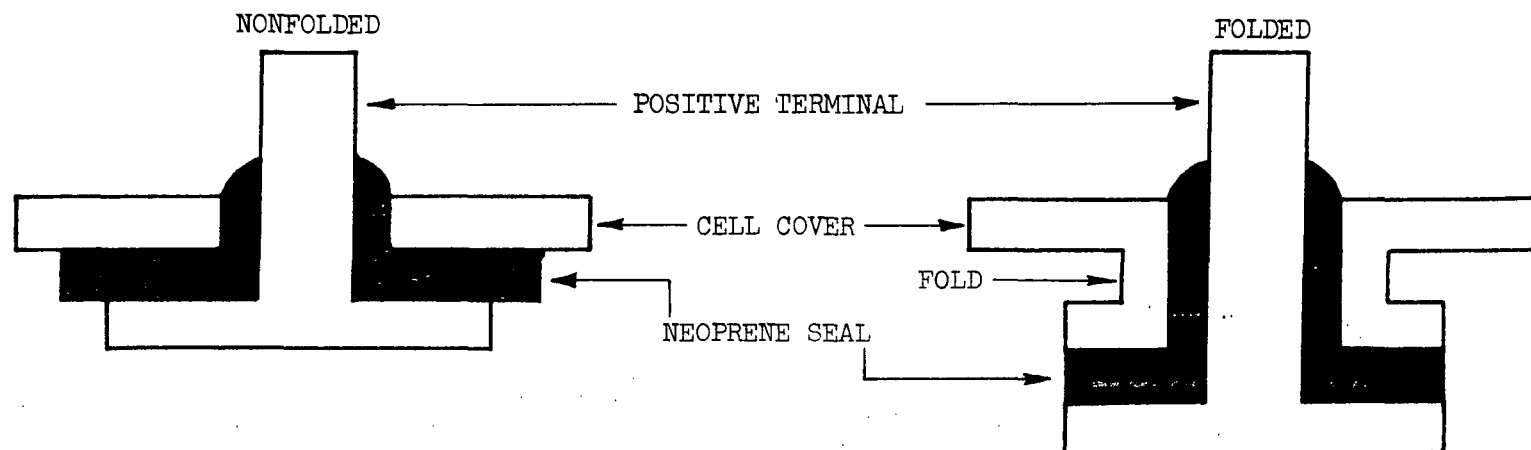 NONFOLDED
FOLDED
POSITIVE TERMINAL
CELL COVER
FOLD
NEOPRENE SEAL